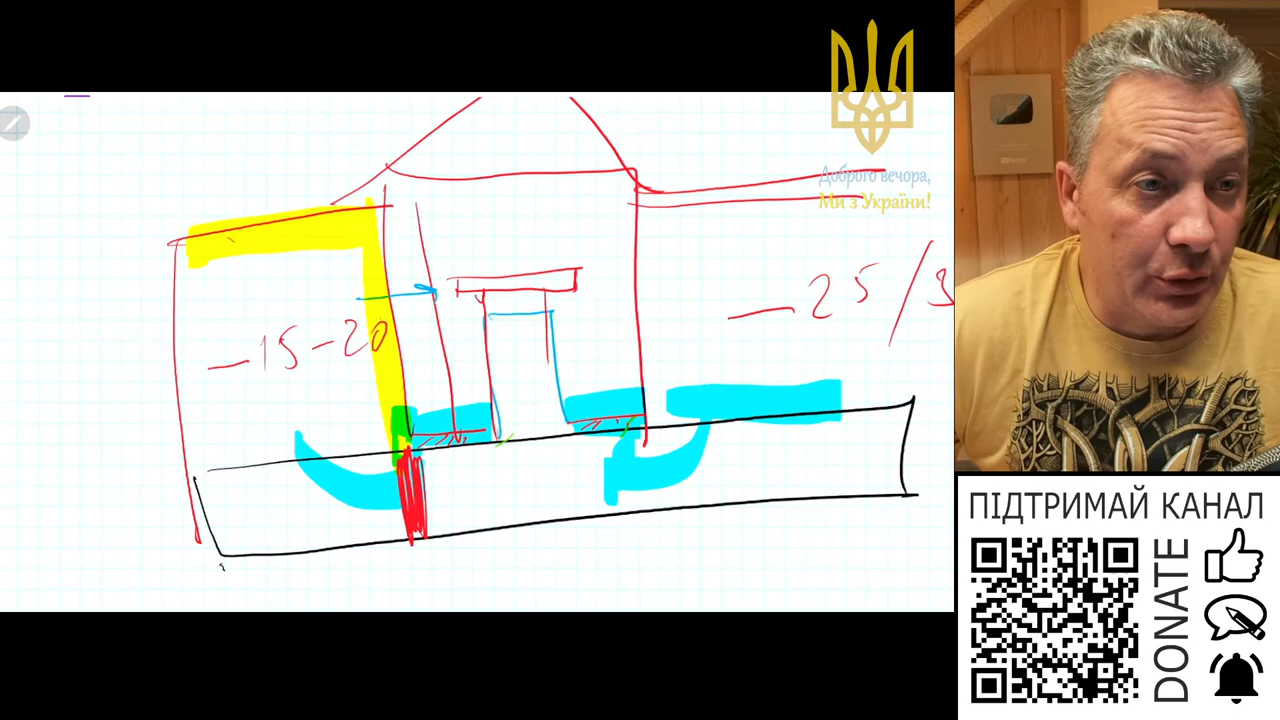 Доброго вечора,
Ми з України!
-15-20
-25/3
ПІДТРИМАЙ КАНАЛ
DONATE